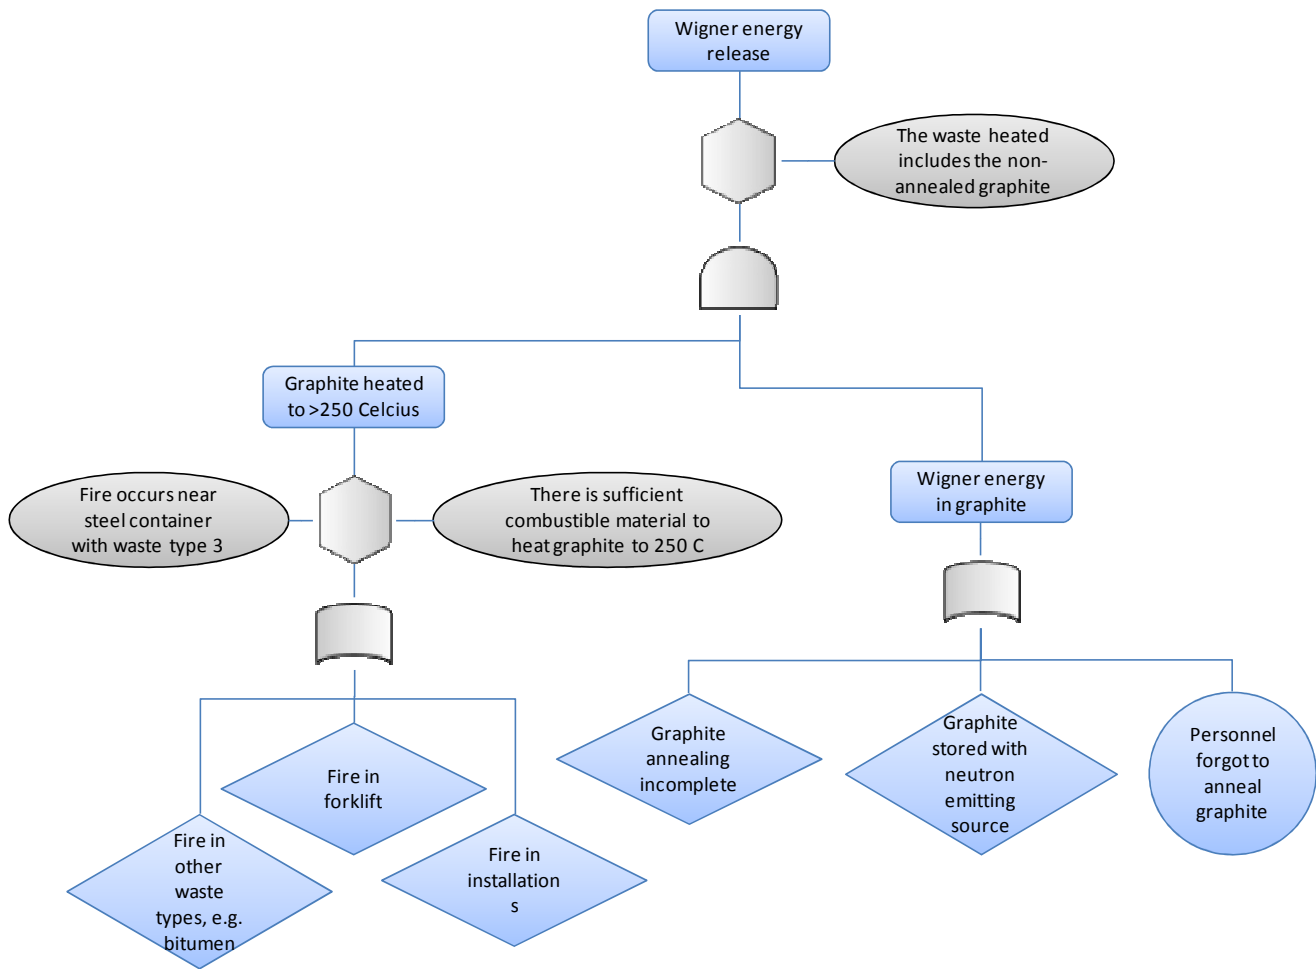 Wigner energy
release
The waste heated
includes the non-
annealed graphite
Graphite heated
to >250 Celcius
Fire occurs near
steel container
with waste type 3
There is sufficient
combustible material to
heat graphite to 250 C
Wigner energy
in graphite
Graphite
annealing
incomplete
Graphite
stored with
neutron
emitting
source
Personnel
forgot to
anneal
graphite
Fire in
forklift
Fire in
other
waste
types, e.g.
bitumen
Fire in
installation
s